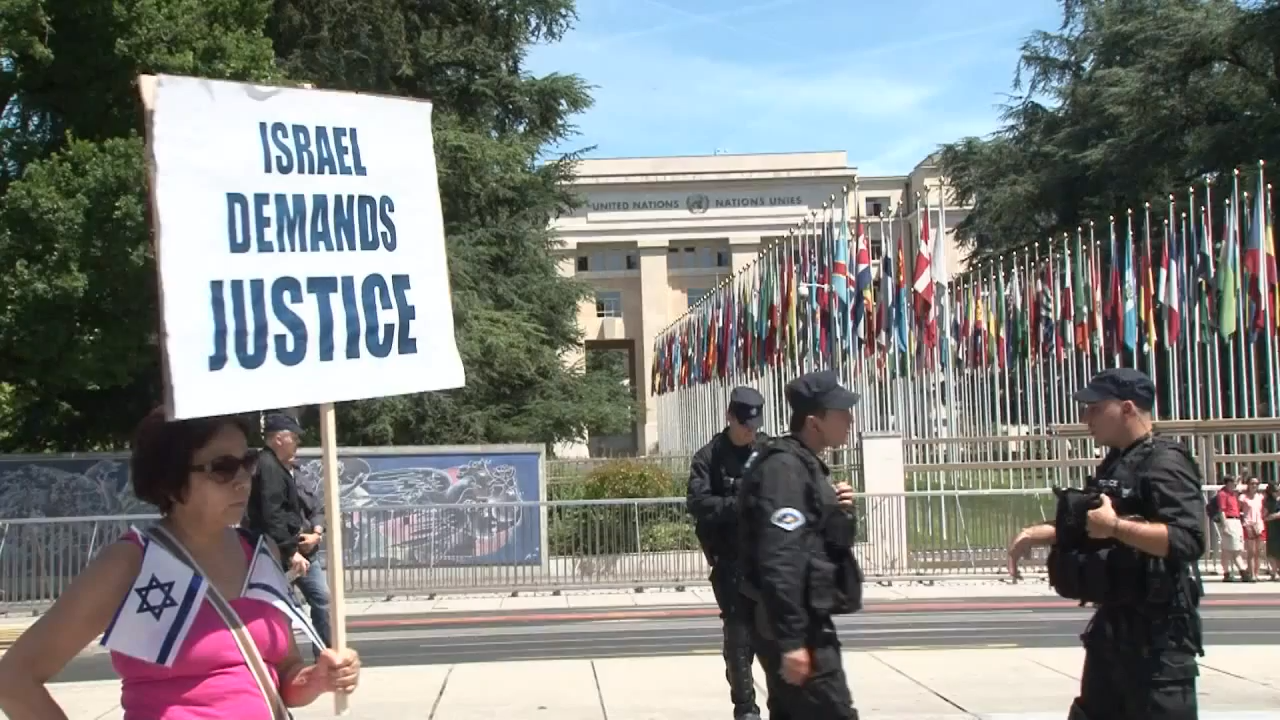 ISRAEL
DEMANDS
JUSTICE
UNITED NATIONS NATIONS UNIES